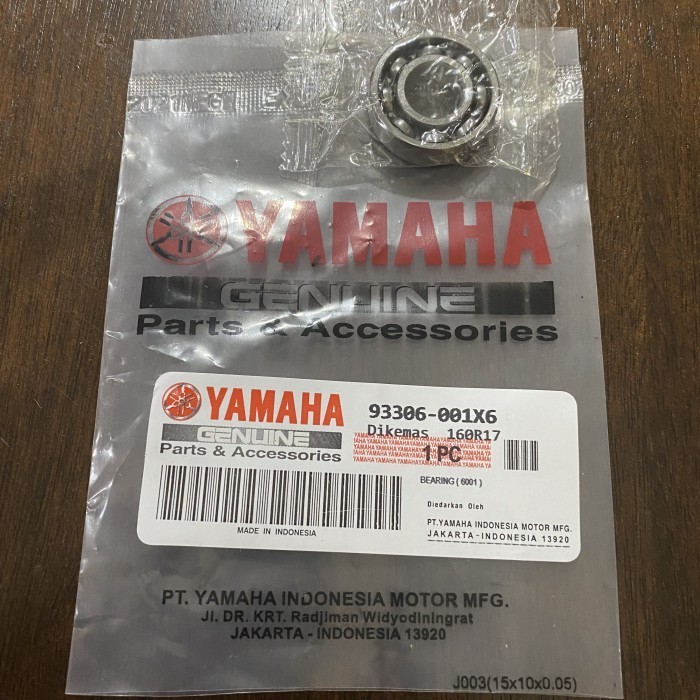 YAMAHA
GENUINE
Parts & Accessories
YAMAHA
GENUINE
Parts & Accessories
MADE IN INDONESIA
93306-001X6
Dikemas 160R17
1 PC
BEARING ( 6001 )
Diedarkan Oleh
PT.YAMAHA INDONESIA MOTOR MFG.
JAKARTA-INDONESIA 13920
PT. YAMAHA INDONESIA MOTOR MFG.
Jl. DR. KRT. Radjiman Widyodiningrat
JAKARTA - INDONESIA 13920
J003(15x10x0.05)